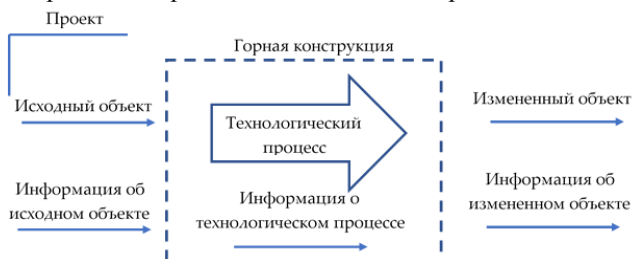 Проект
Горная конструкция
Исходный объект
Технологический
процесс
Измененный объект
Информация об
исходном объекте
Информация о
технологическом процессе
Информация об
измененном объекте